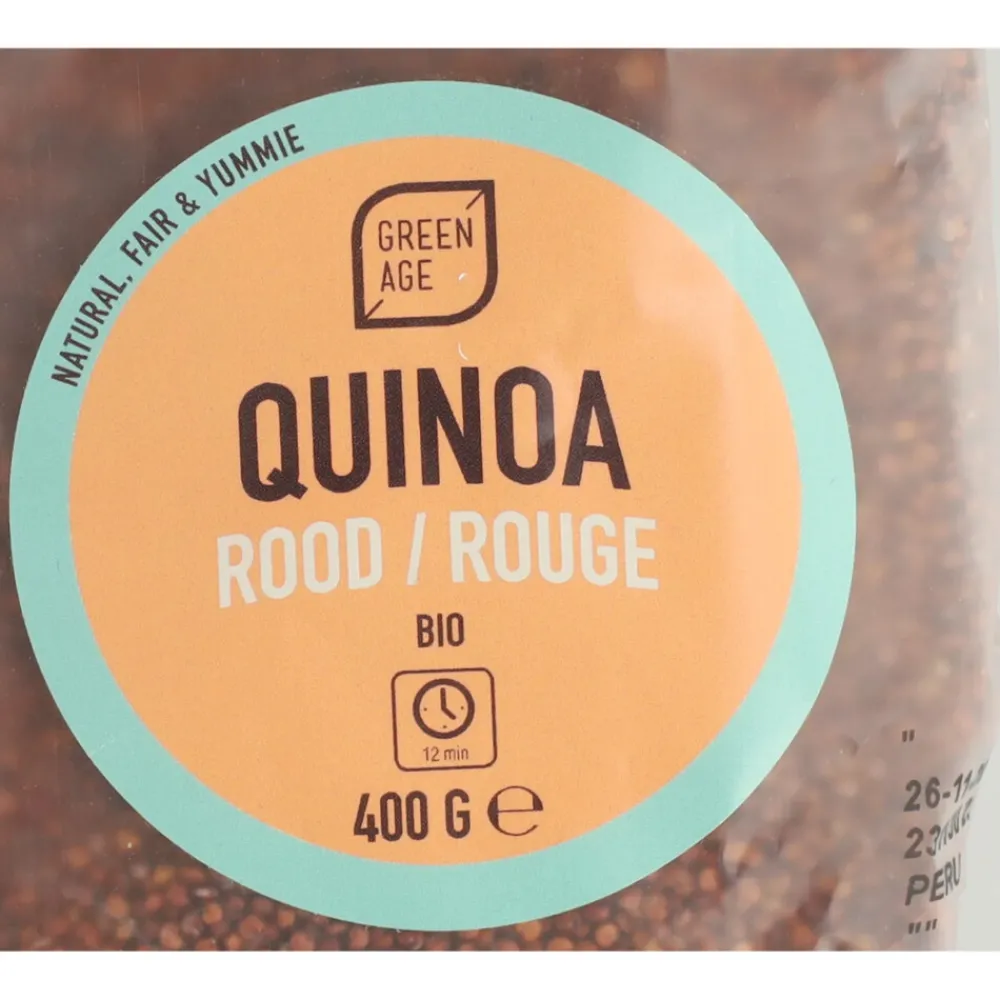 NATURAL, FAIR & YUMMIE
GREEN
AGE
QUINOA
ROOD / ROUGE
BIO
12 min
400 G ℮
"
PERU
""